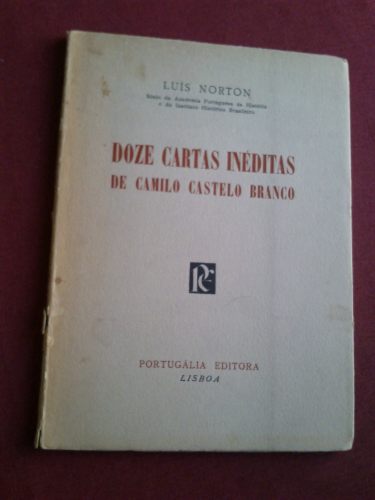 LUIS NORTON
Sócio da Academia Portuguesa da História
e do Instituto Histórico Brasileiro
DOZE CARTAS INÉDITAS
DE CAMILO CASTELO BRANCO
PORTUGÁLIA EDITORA
LISBOA